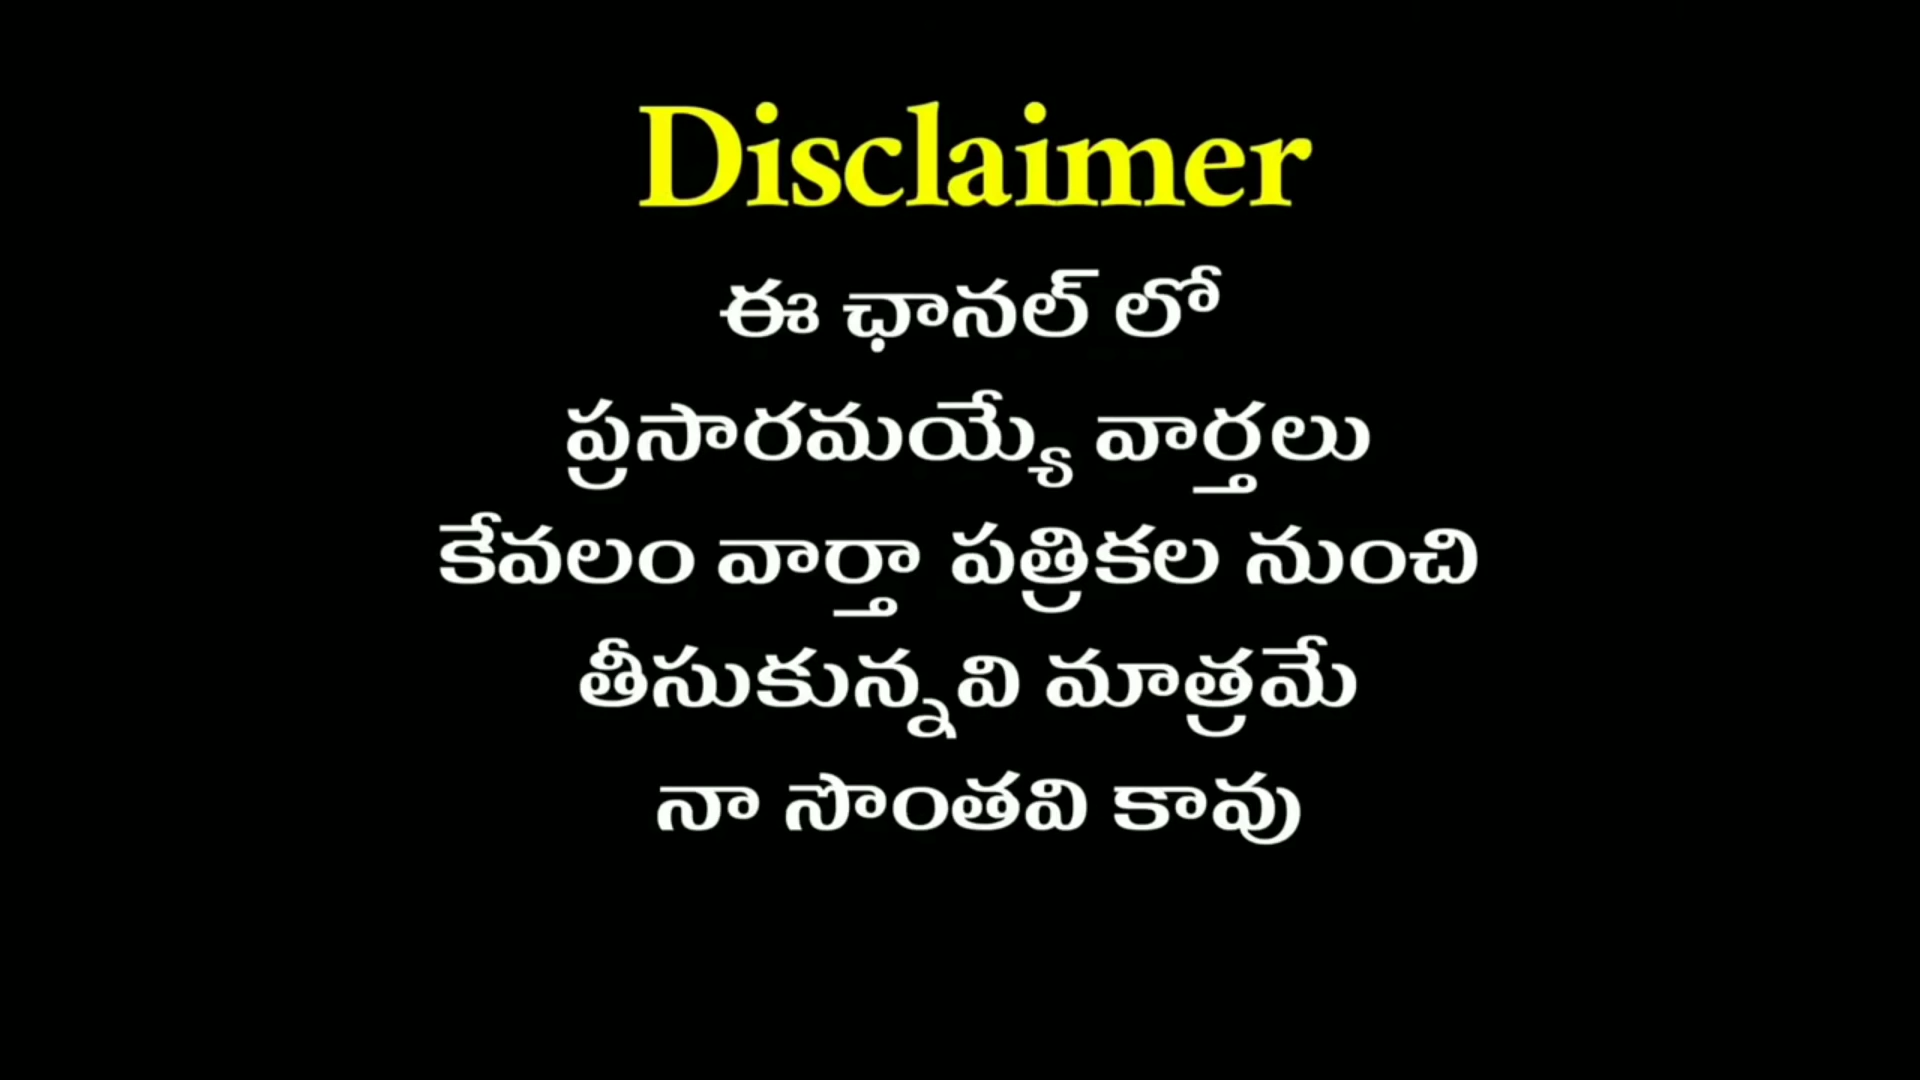 Disclaimer
ఈ ఛానల్ లో
ప్రసారమయ్యే వార్తలు
కేవలం వార్తా పత్రికల నుంచి
తీసుకున్నవి మాత్రమే
నా సొంతవి కావు